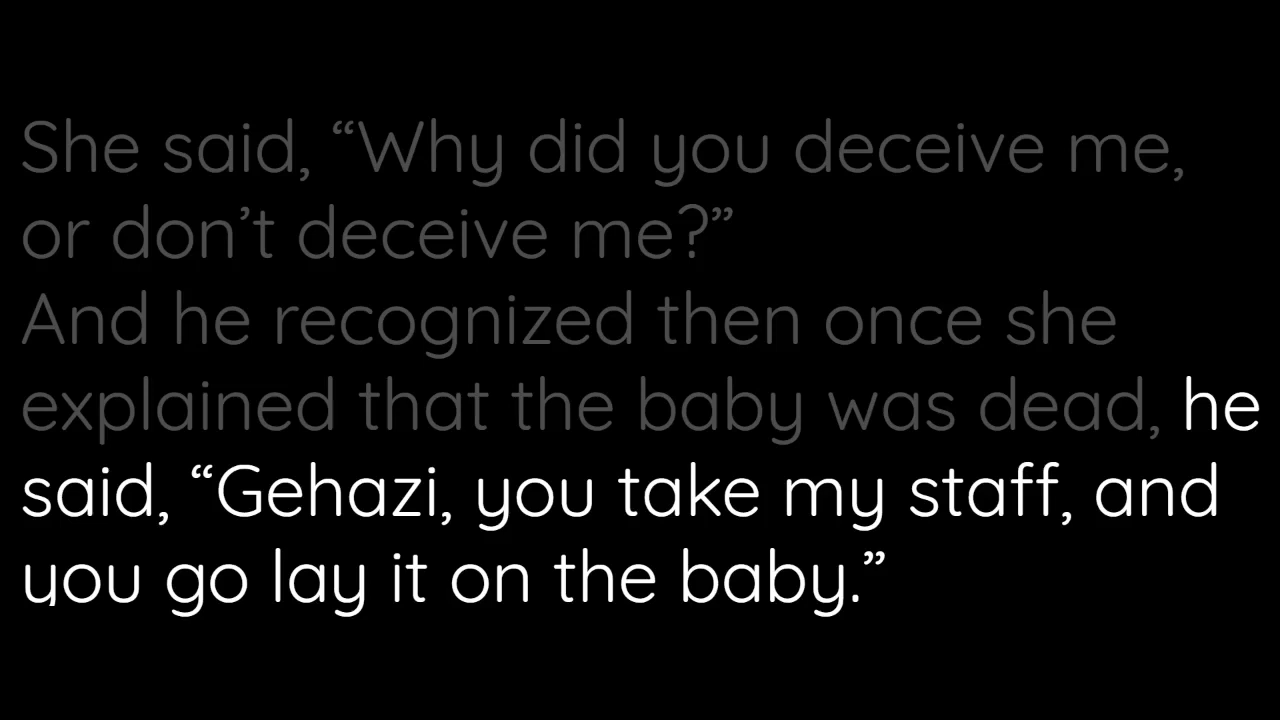 She said, “Why did you deceive me,
or don’t deceive me?”
And he recognized then once she
explained that the baby was dead, he
said, “Gehazi, you take my staff, and
you go lay it on the baby.”